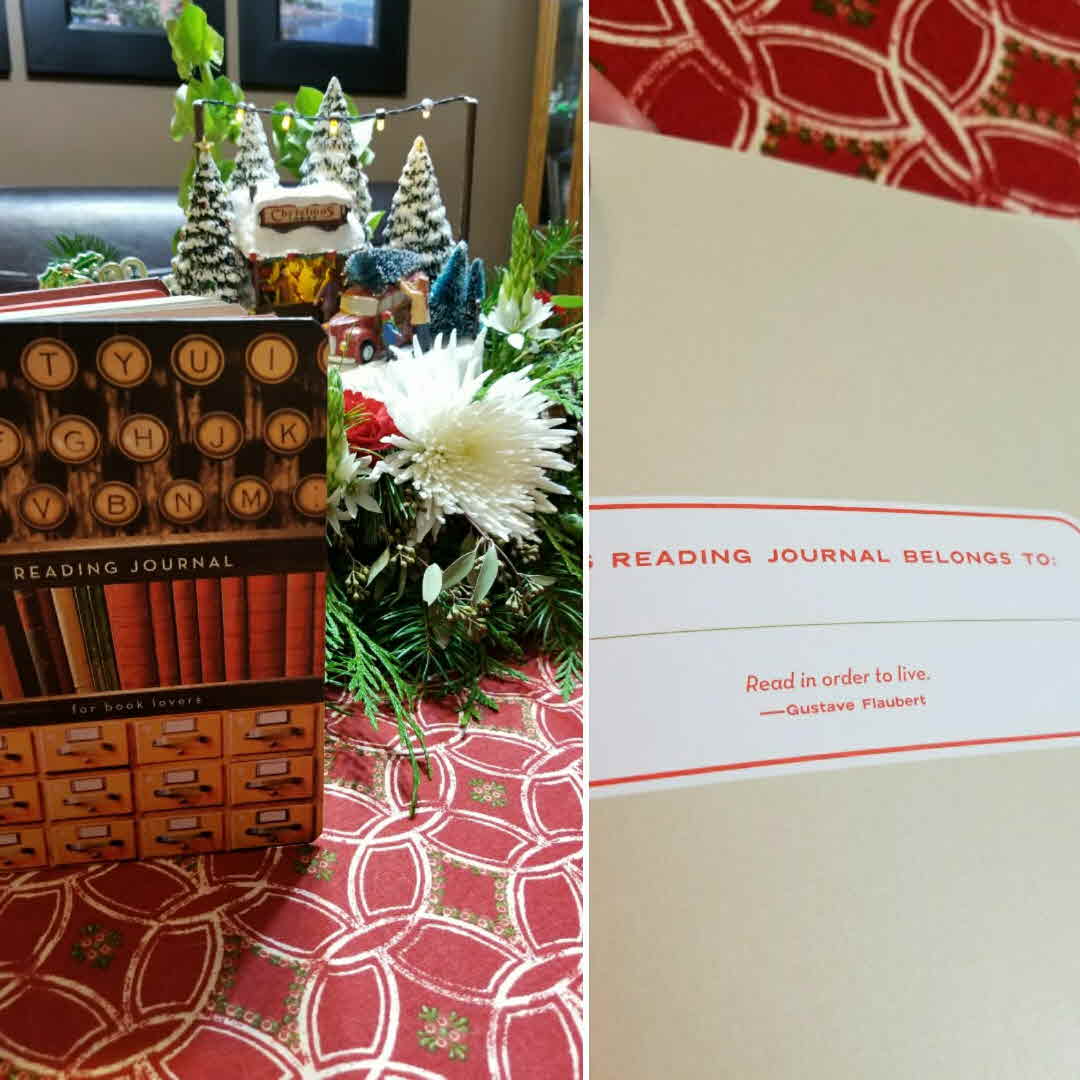 Christmas
T Y U I
F G H J K
V B N M :
READING JOURNAL
for book lovers
S READING JOURNAL BELONGS TO:
Read in order to live.
—Gustave Flaubert